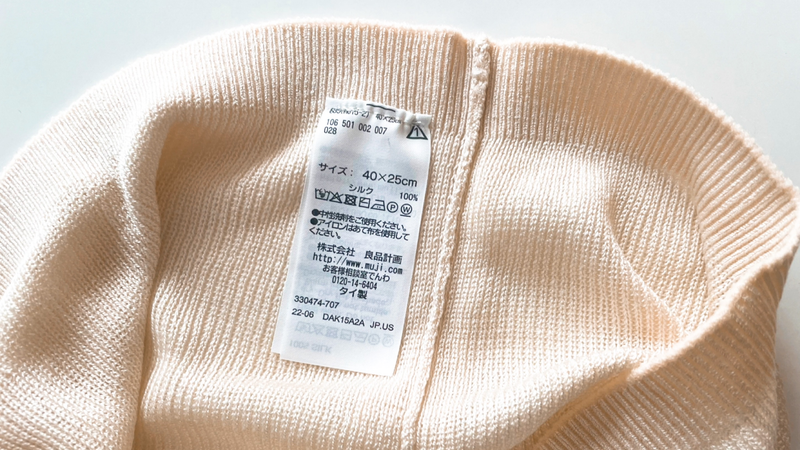 106 501 002 007
028
サイズ： 40×25cm
シルク
100%
●中性洗剤をご使用ください。
●アイロンはあて布を使用して
ください。
株式会社 良品計画
http://www.muji.com
お客様相談室でんわ
0120-14-6404
タイ製
330474-707
22-06 DAK15A2A JP.US